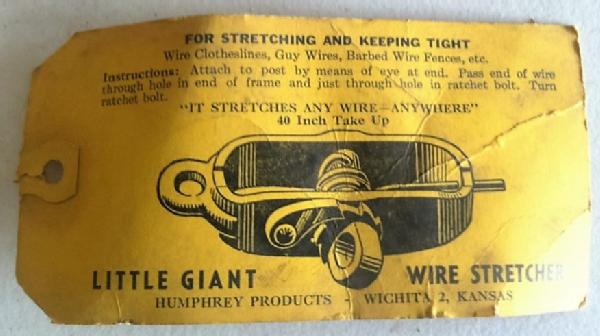 FOR STRETCHING AND KEEPING TIGHT
Wire Clotheslines, Guy Wires, Barbed Wire Fences, etc.
Instructions: Attach to post by means of eye at end. Pass end of wire
through hole in end of frame and just through hole in ratchet bolt. Turn
ratchet bolt.
"IT STRETCHES ANY WIRE—ANYWHERE"
40 Inch Take Up
LITTLE GIANT WIRE STRETCHER
HUMPHREY PRODUCTS - WICHITA 2, KANSAS